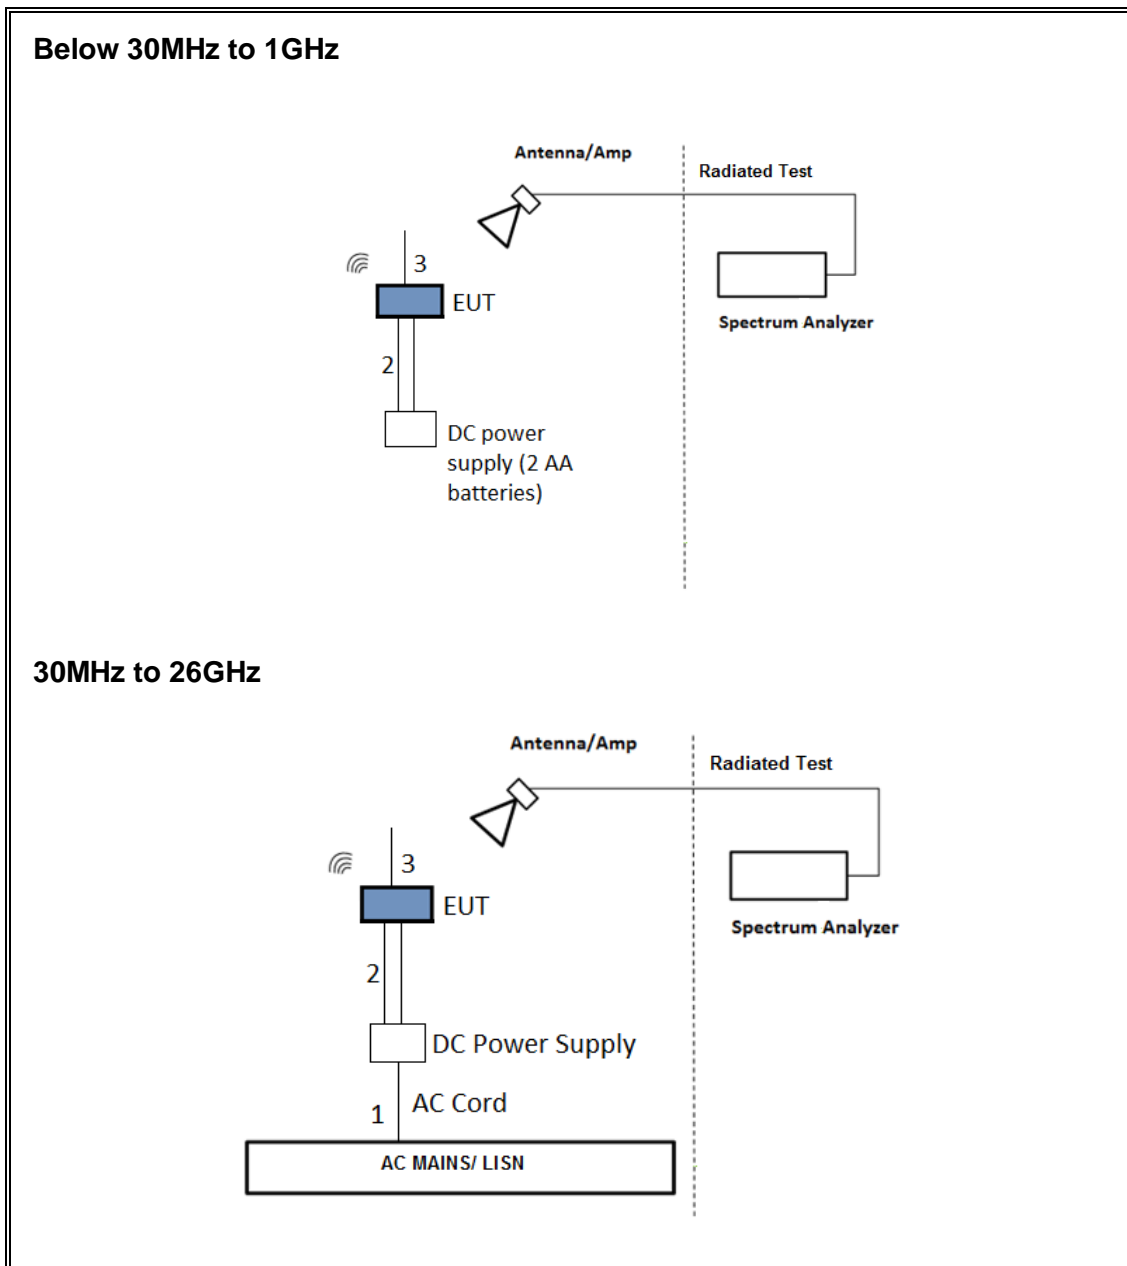 Below 30MHz to 1GHz
Antenna/Amp
Radiated Test
3
EUT
Spectrum Analyzer
2
DC power
supply (2 AA
batteries)
30MHz to 26GHz
Antenna/Amp
Radiated Test
3
EUT
Spectrum Analyzer
2
DC Power Supply
1
AC Cord
AC MAINS/ LISN